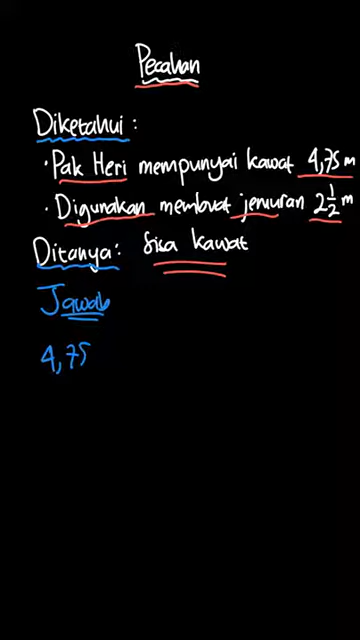 Pecahan
Diketahui :
• Pak Heri mempunyai kawat 4,75 m
• Digunakan membuat jemuran 2 1/2 m
Ditanya : Sisa kawat
Jawab
4,75